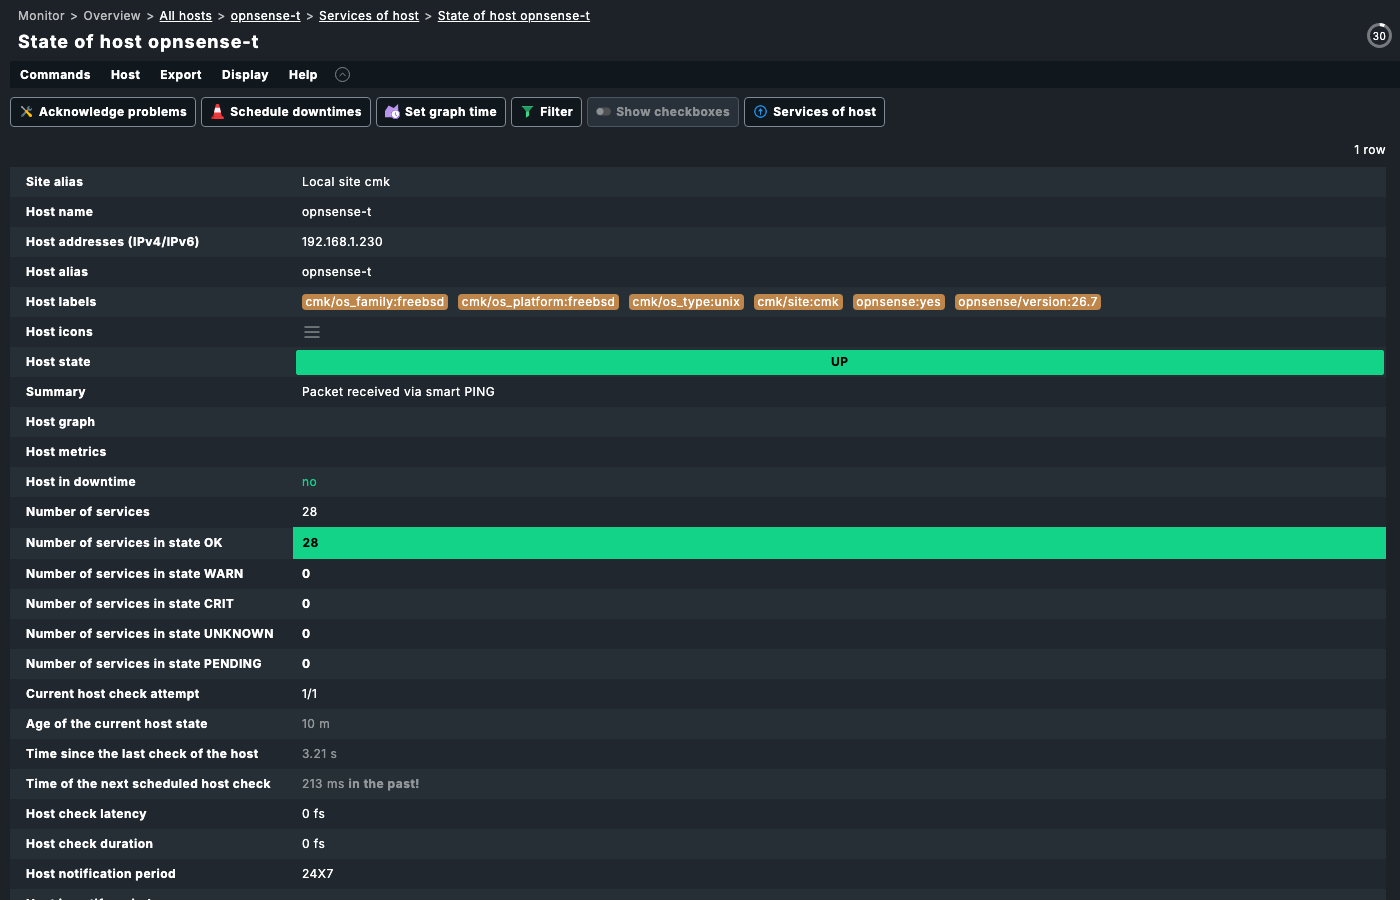 Monitor > Overview > All hosts > opnsense-t > Services of host > State of host opnsense-t
State of host opnsense-t
30
Commands Host Export Display Help
Acknowledge problems Schedule downtimes Set graph time Filter Show checkboxes Services of host
1 row
Site alias Local site cmk
Host name opnsense-t
Host addresses (IPv4/IPv6) 192.168.1.230
Host alias opnsense-t
Host labels cmk/os_family:freebsd cmk/os_platform:freebsd cmk/os_type:unix cmk/site:cmk opnsense:yes opnsense/version:26.7
Host icons
Host state UP
Summary Packet received via smart PING
Host graph
Host metrics
Host in downtime no
Number of services 28
Number of services in state OK 28
Number of services in state WARN 0
Number of services in state CRIT 0
Number of services in state UNKNOWN 0
Number of services in state PENDING 0
Current host check attempt 1/1
Age of the current host state 10 m
Time since the last check of the host 3.21 s
Time of the next scheduled host check 213 ms in the past!
Host check latency 0 fs
Host check duration 0 fs
Host notification period 24X7